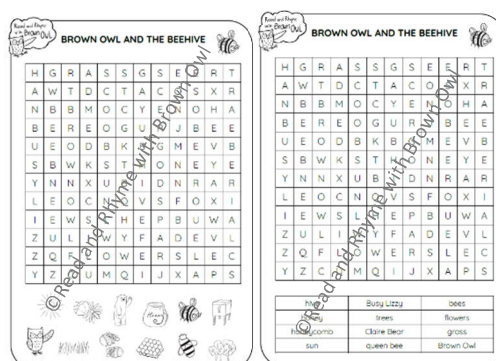 Read and Rhyme
with Brown Owl
BROWN OWL AND THE BEEHIVE
H G R A S S G S E E R T
A W T D C T A C O S X R
N B B M O C Y E N O H A
B E R E O G U R J B E E
U E O D B K B G M E V B
S B W K S T H O N E Y E
Y N N X U B I D N R A R
L E O C N Z V S F O X I
I E W S L H E P B U W A
Z U L I W Y F A D E V L
Z Q F L O W E R S L E C
Y Z C U M Q I J X A P S
Honey
©Read and Rhyme with Brown Owl
Read and Rhyme
with Brown Owl
BROWN OWL AND THE BEEHIVE
H G R A S S G S E E R T
A W T D C T A C O S X R
N B B M O C Y E N O H A
B E R E O G U R J B E E
U E O D B K B G M E V B
S B W K S T H O N E Y E
Y N N X U B I D N R A R
L E O C N Z V S F O X I
I E W S L H E P B U W A
Z U L I W Y F A D E V L
Z Q F L O W E R S L E C
Y Z C U M Q I J X A P S
Busy Lizzy bees
trees flowers
honeycomb Claire Bear grass
sun queen bee Brown Owl
©Read and Rhyme with Brown Owl